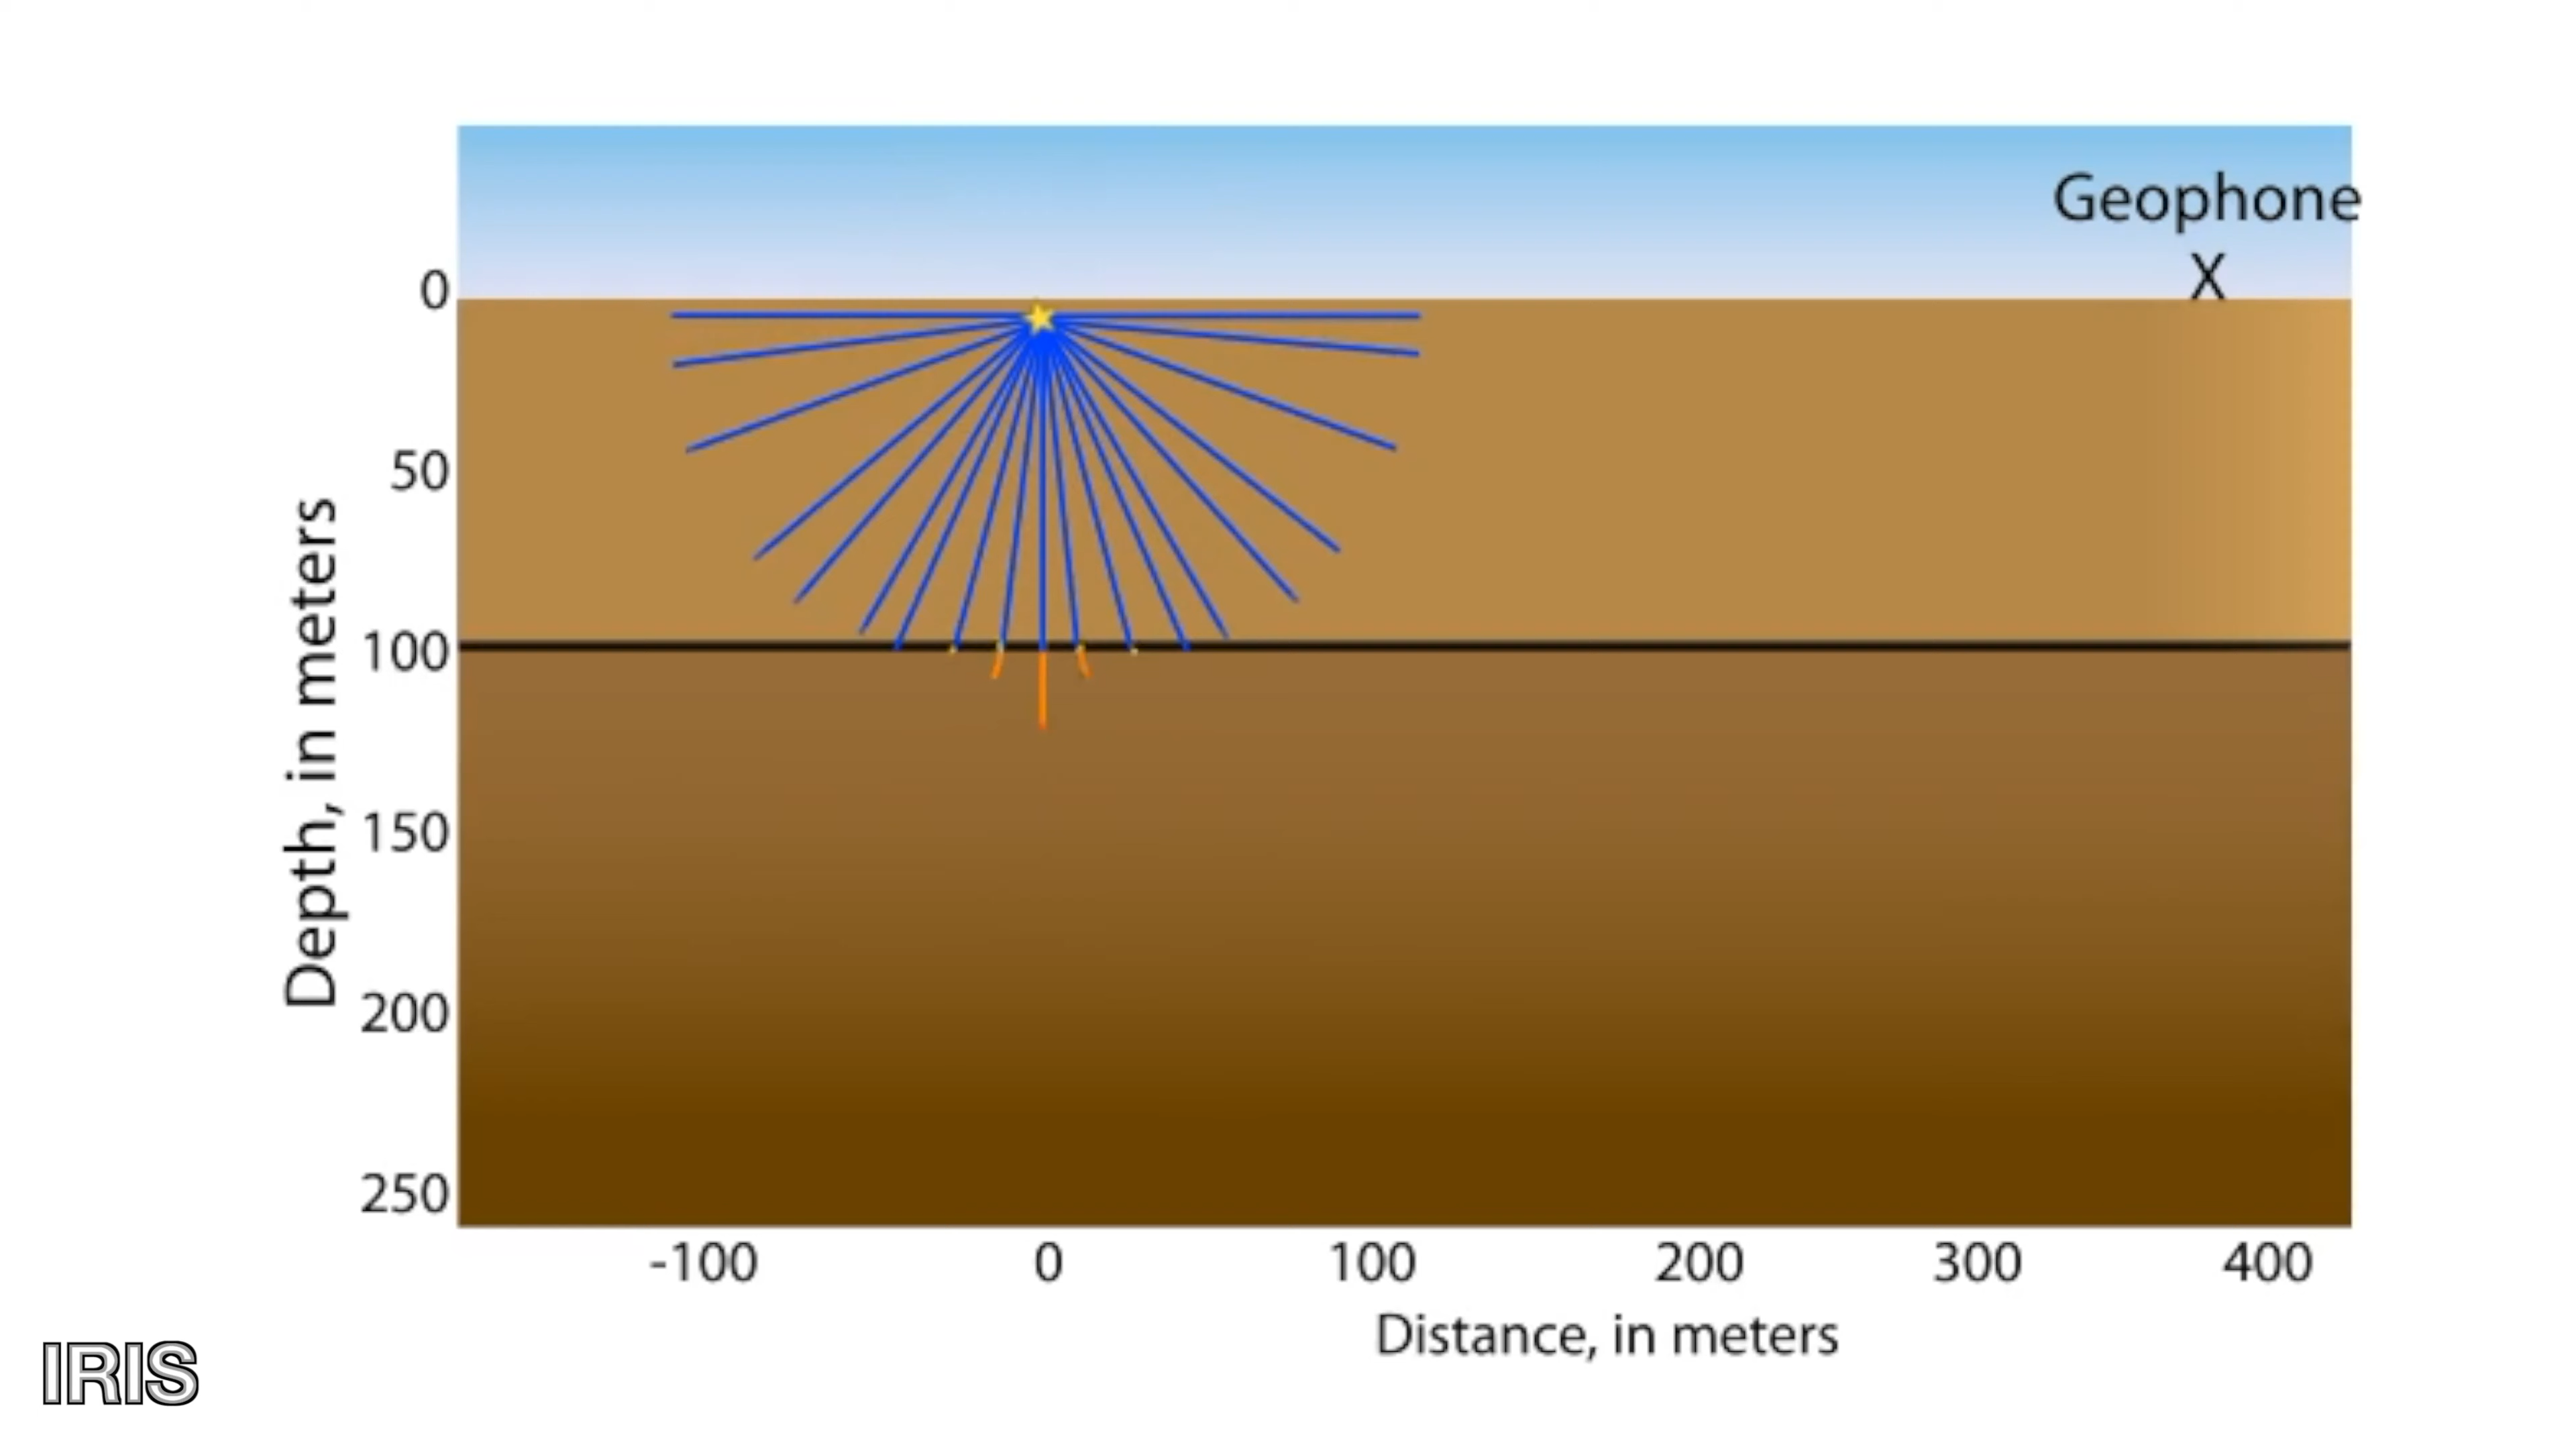 Geophone
X
0
50
100
150
200
250
Depth, in meters
-100 0 100 200 300 400
Distance, in meters
IRIS